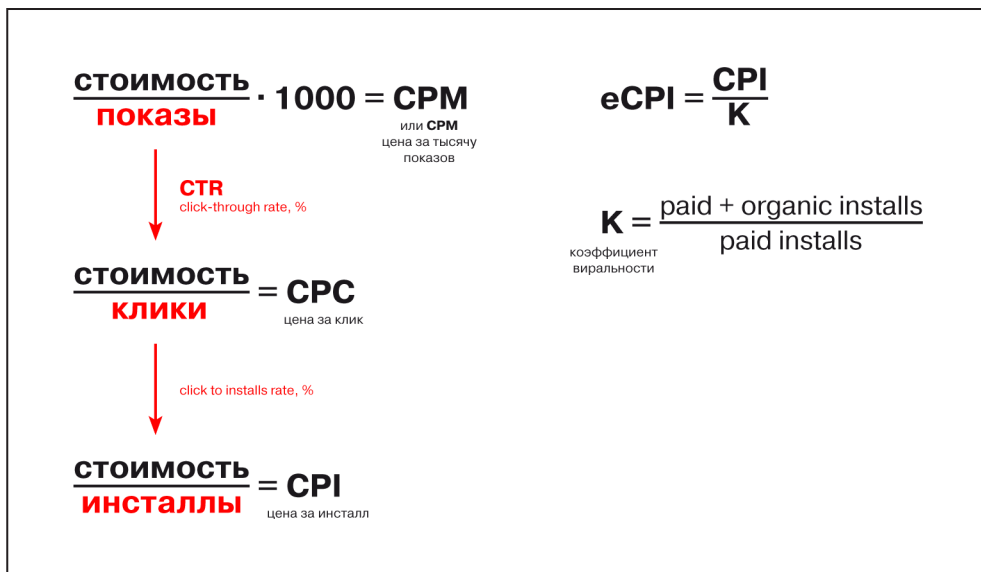 стоимость
показы
· 1000 = CPM
или CPM
цена за тысячу
показов
CTR
click-through rate, %
стоимость
клики
= CPC
цена за клик
click to installs rate, %
стоимость
инсталлы
= CPI
цена за инсталл
eCPI =
CPI
K
K =
коэффициент
виральности
paid + organic installs
paid installs